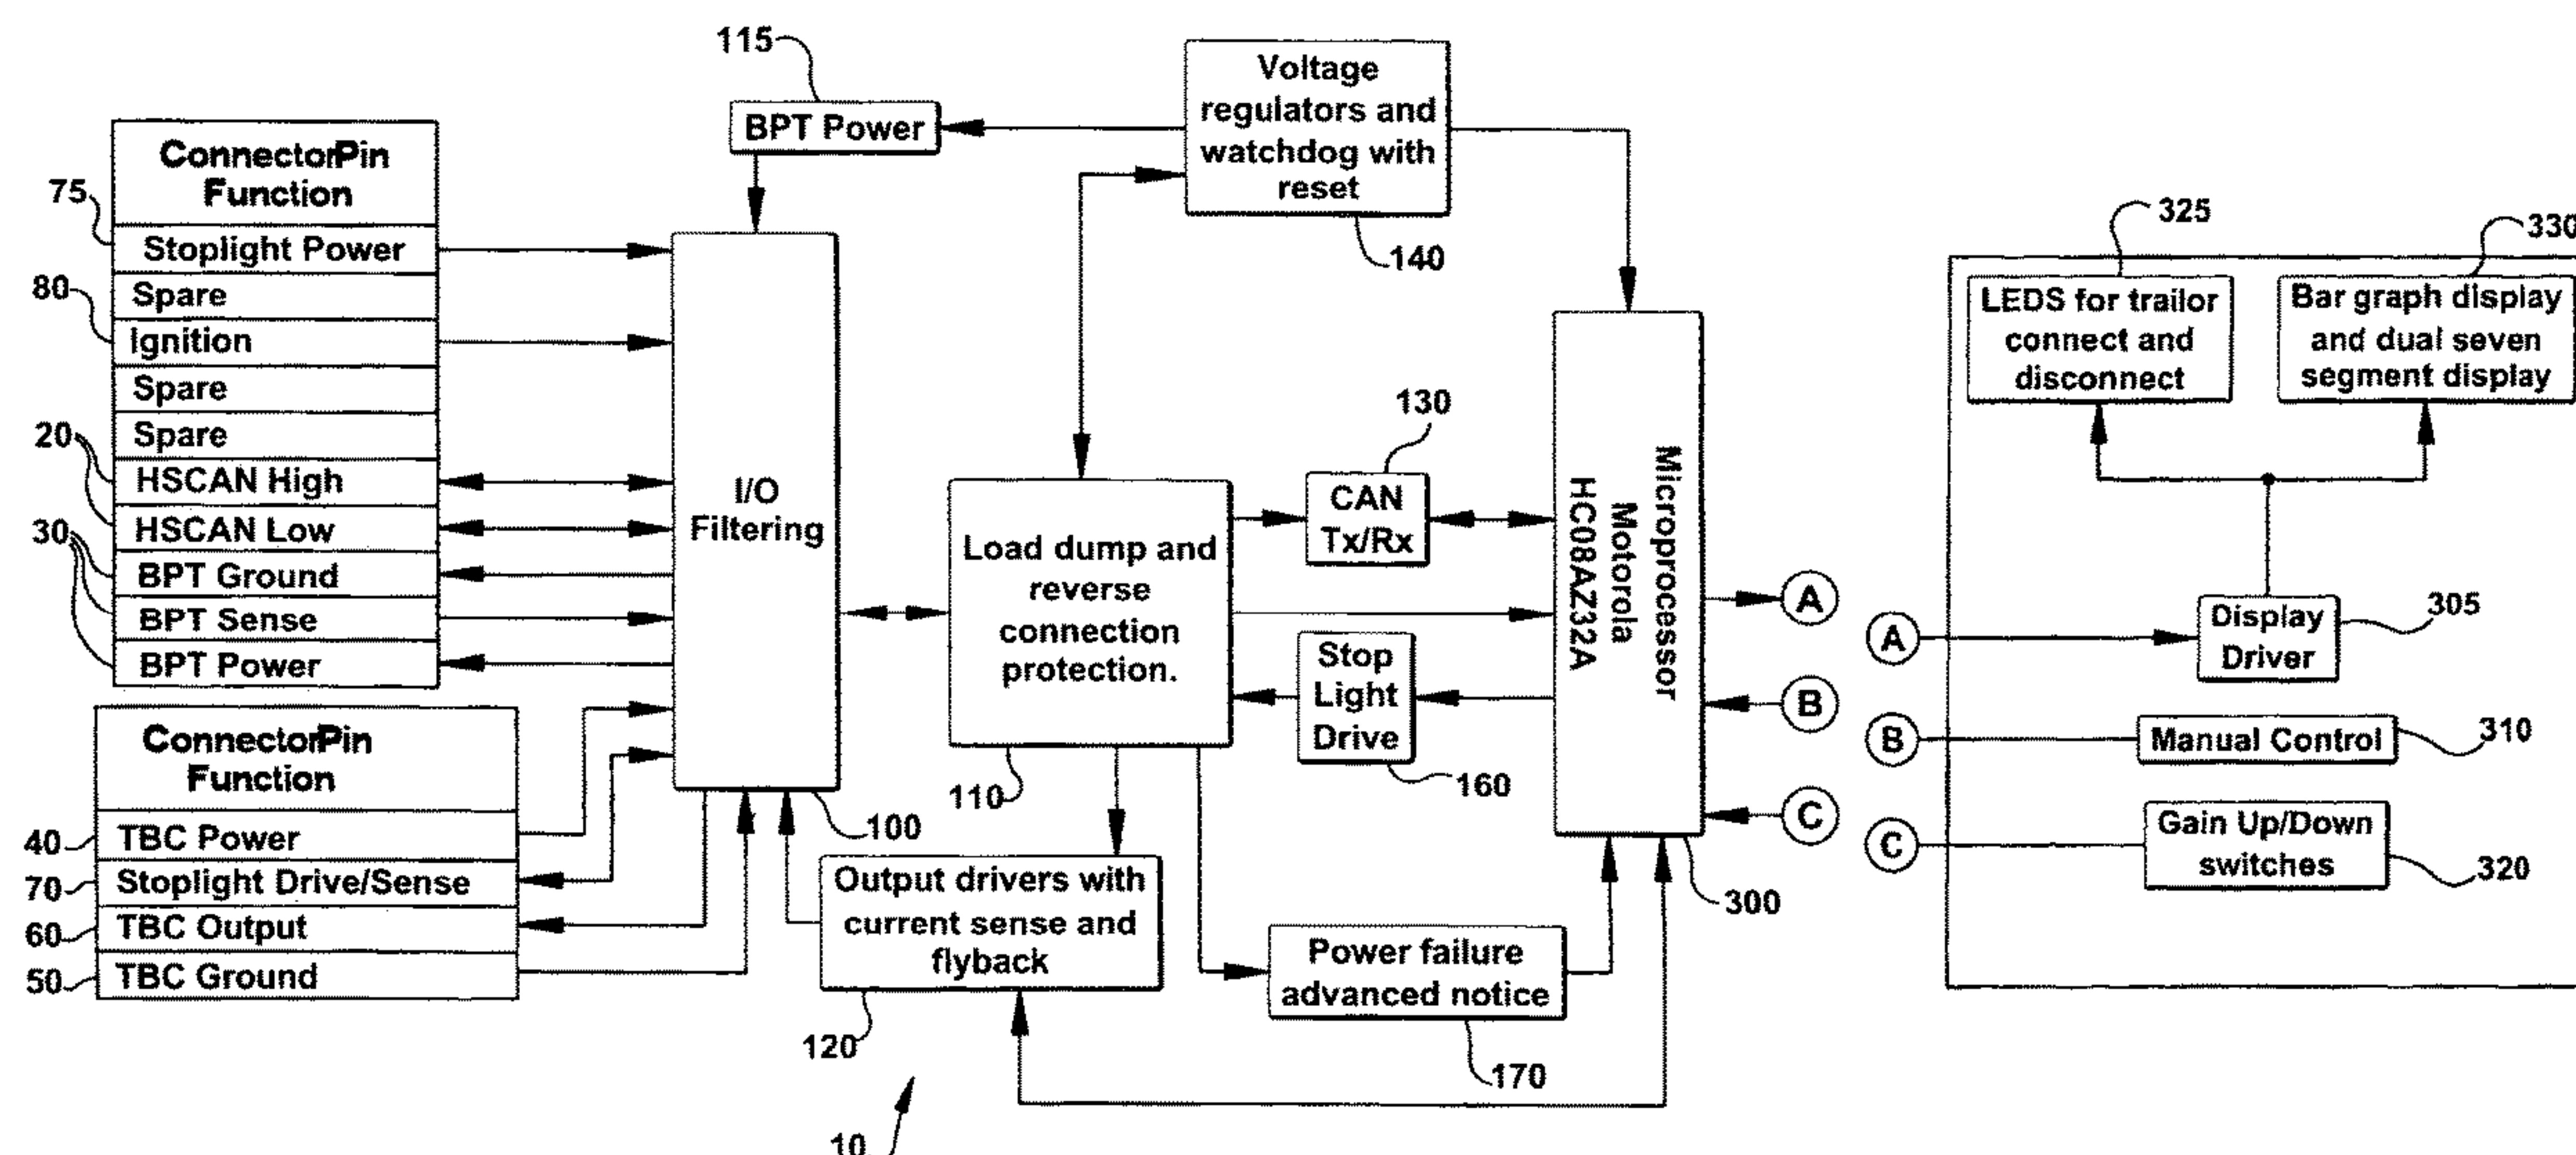 115
BPT Power
Voltage
regulators and
watchdog with
reset
140
ConnectorPin
Function
75
Stoplight Power
80
Spare
Ignition
Spare
Spare
20
HSCAN High
HSCAN Low
30
BPT Ground
BPT Sense
BPT Power
ConnectorPin
Function
40
TBC Power
70
Stoplight Drive/Sense
60
TBC Output
50
TBC Ground
I/O
Filtering
100
Load dump and
reverse
connection
protection.
110
130
CAN
Tx/Rx
Stop
Light
Drive
160
Output drivers with
current sense and
flyback
120
Power failure
advanced notice
170
10
Microprocessor
Motorola
HC08AZ32A
300
A
B
C
325
LEDS for trailor
connect and
disconnect
330
Bar graph display
and dual seven
segment display
A
Display
Driver
305
B
Manual Control
310
C
Gain Up/Down
switches
320